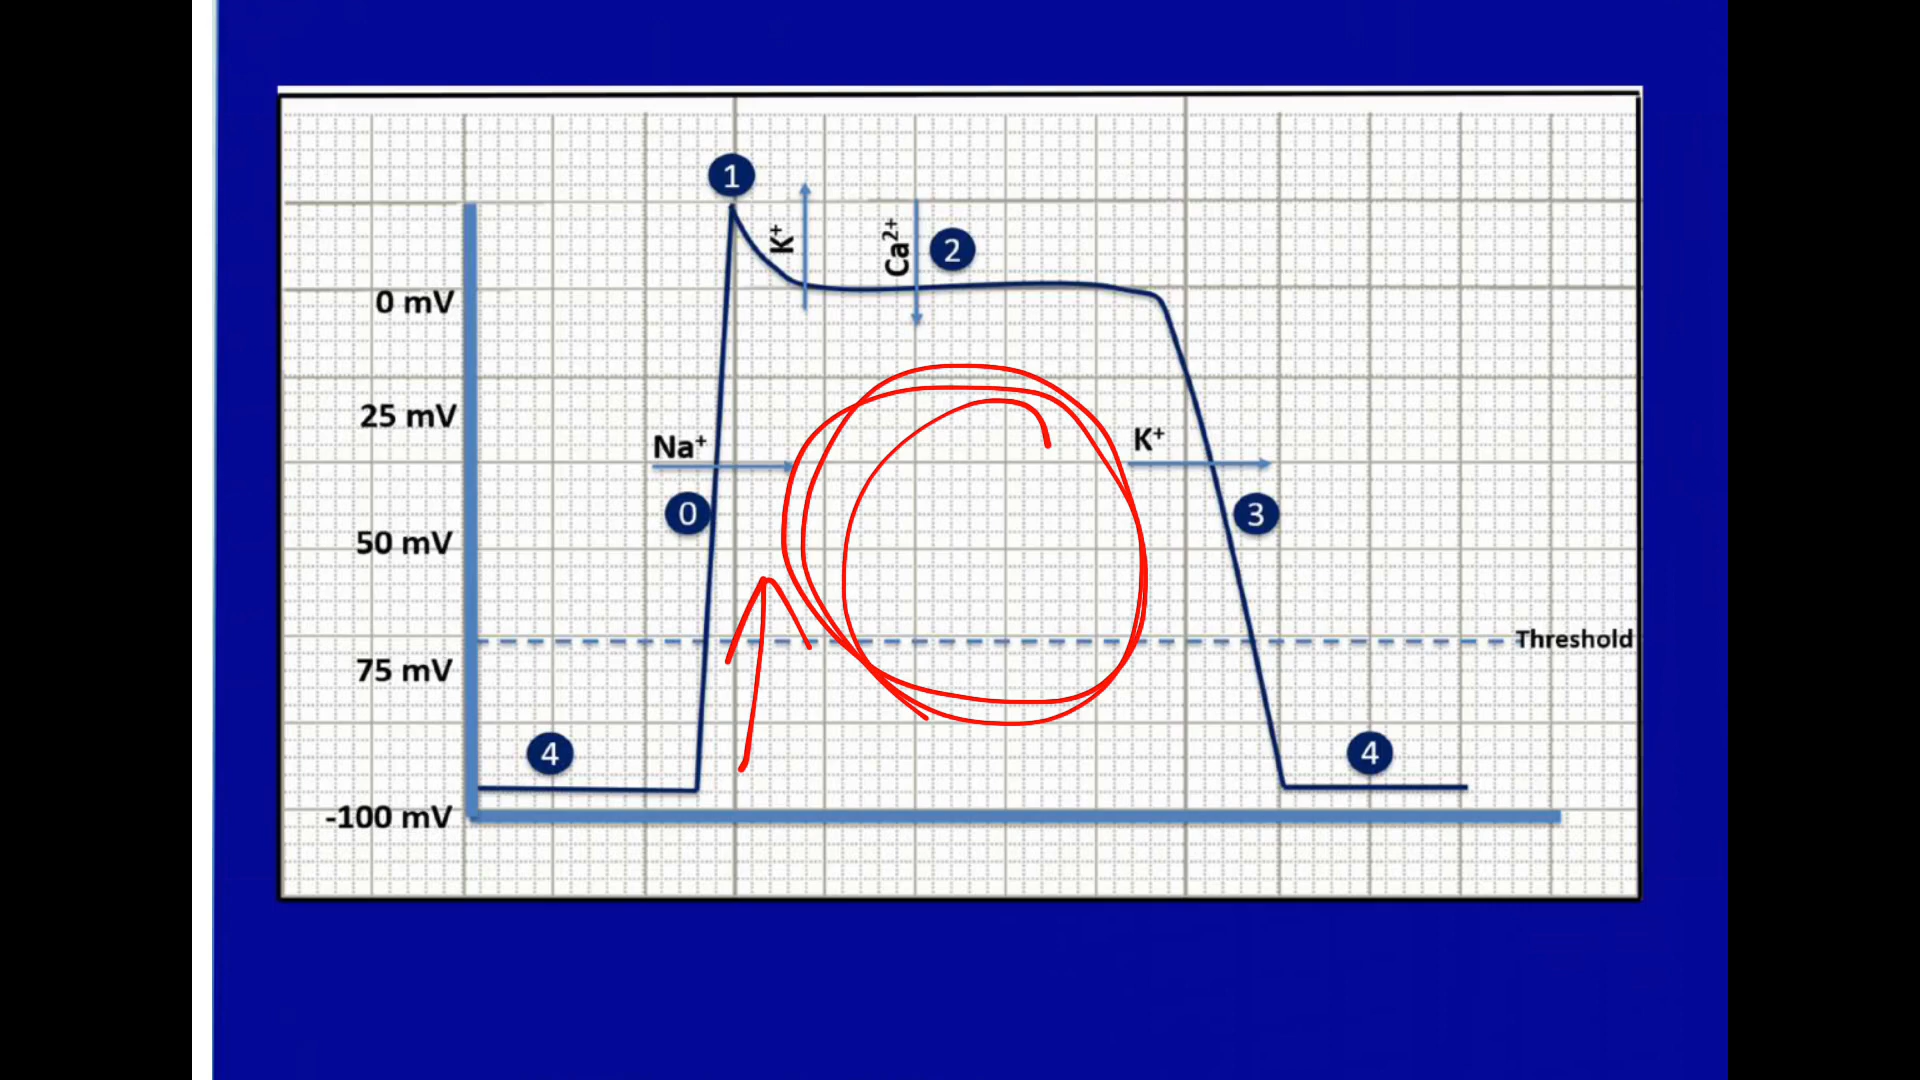 1
K⁺
Ca²⁺
2
0 mV
25 mV
Na⁺
K⁺
0
3
50 mV
Threshold
75 mV
4
4
-100 mV